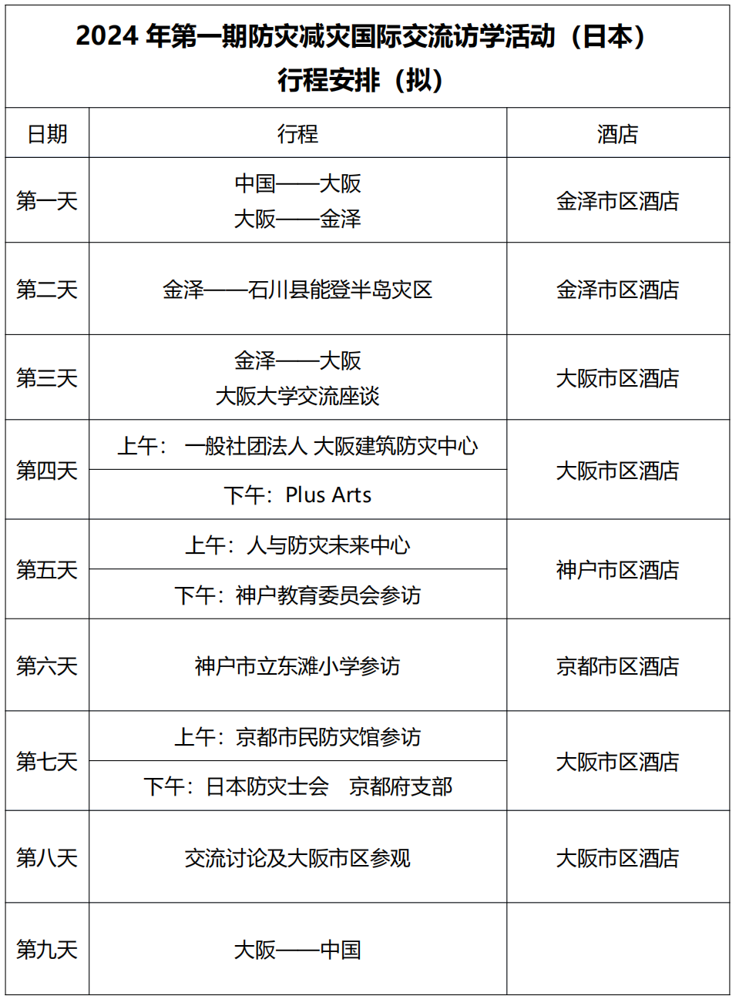 2024 年第一期防灾减灾国际交流访学活动（日本）
行程安排（拟）
日期 行程 酒店
第一天 中国——大阪 金泽市区酒店
大阪——金泽
第二天 金泽——石川县能登半岛灾区 金泽市区酒店
第三天 金泽——大阪 大阪市区酒店
大阪大学交流座谈
第四天 上午： 一般社团法人 大阪建筑防灾中心 大阪市区酒店
下午：Plus Arts
第五天 上午：人与防灾未来中心 神户市区酒店
下午：神户教育委员会参访
第六天 神户市立东滩小学参访 京都市区酒店
第七天 上午：京都市民防灾馆参访 大阪市区酒店
下午：日本防灾士会　京都府支部
第八天 交流讨论及大阪市区参观 大阪市区酒店
第九天 大阪——中国